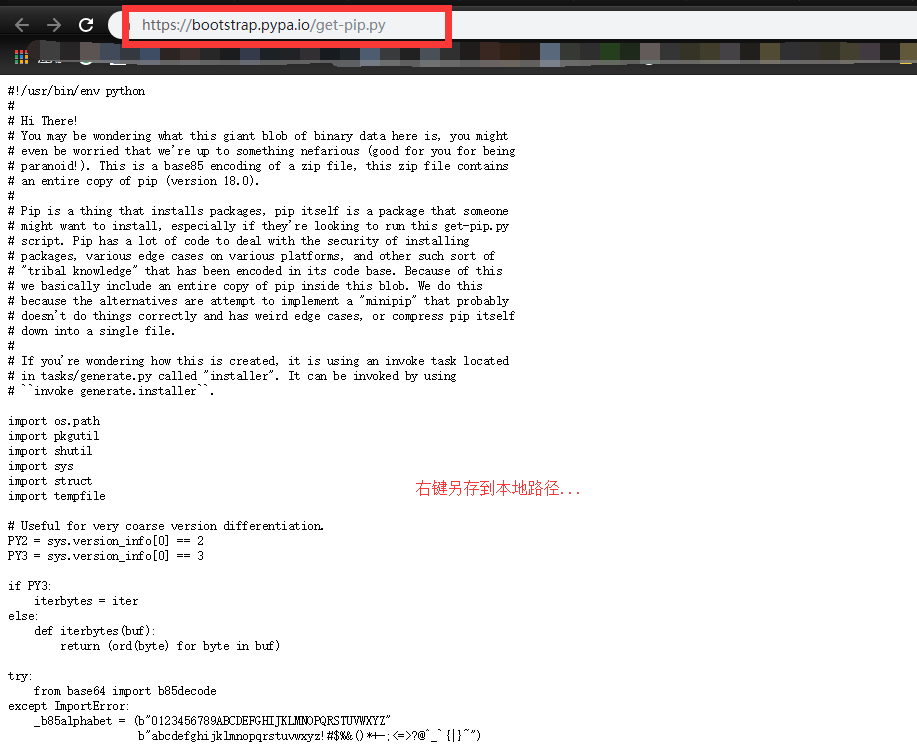 https://bootstrap.pypa.io/get-pip.py
#!/usr/bin/env python
#
# Hi There!
# You may be wondering what this giant blob of binary data here is, you might
# even be worried that we're up to something nefarious (good for you for being
# paranoid!). This is a base85 encoding of a zip file, this zip file contains
# an entire copy of pip (version 18.0).
#
# Pip is a thing that installs packages, pip itself is a package that someone
# might want to install, especially if they're looking to run this get-pip.py
# script. Pip has a lot of code to deal with the security of installing
# packages, various edge cases on various platforms, and other such sort of
# "tribal knowledge" that has been encoded in its code base. Because of this
# we basically include an entire copy of pip inside this blob. We do this
# because the alternatives are attempt to implement a "minipip" that probably
# doesn't do things correctly and has weird edge cases, or compress pip itself
# down into a single file.
#
# If you're wondering how this is created, it is using an invoke task located
# in tasks/generate.py called "installer". It can be invoked by using
# ``invoke generate.installer``.
import os.path
import pkgutil
import shutil
import sys
import struct
import tempfile
右键另存到本地路径...
# Useful for very coarse version differentiation.
PY2 = sys.version_info[0] == 2
PY3 = sys.version_info[0] == 3
if PY3:
    iterbytes = iter
else:
    def iterbytes(buf):
        return (ord(byte) for byte in buf)
try:
    from base64 import b85decode
except ImportError:
    _b85alphabet = (b"0123456789ABCDEFGHIJKLMNOPQRSTUVWXYZ"
                    b"abcdefghijklmnopqrstuvwxyz!#$%&()*+-;<=>?@^_`{|}~")